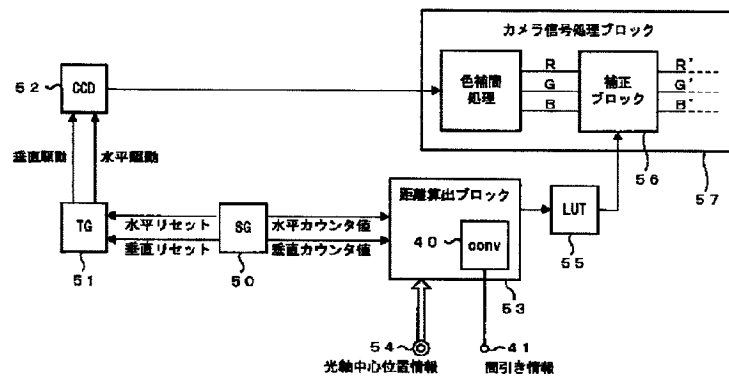 カメラ信号処理ブロック
52
CCD
色補間
処理
R
G
B
補正
ブロック
R'
G'
B'
56
57
垂直駆動
水平駆動
TG
51
水平リセット
垂直リセット
SG
50
水平カウンタ値
垂直カウンタ値
距離算出ブロック
40
conv
53
LUT
55
54
光軸中心位置情報
41
間引き情報